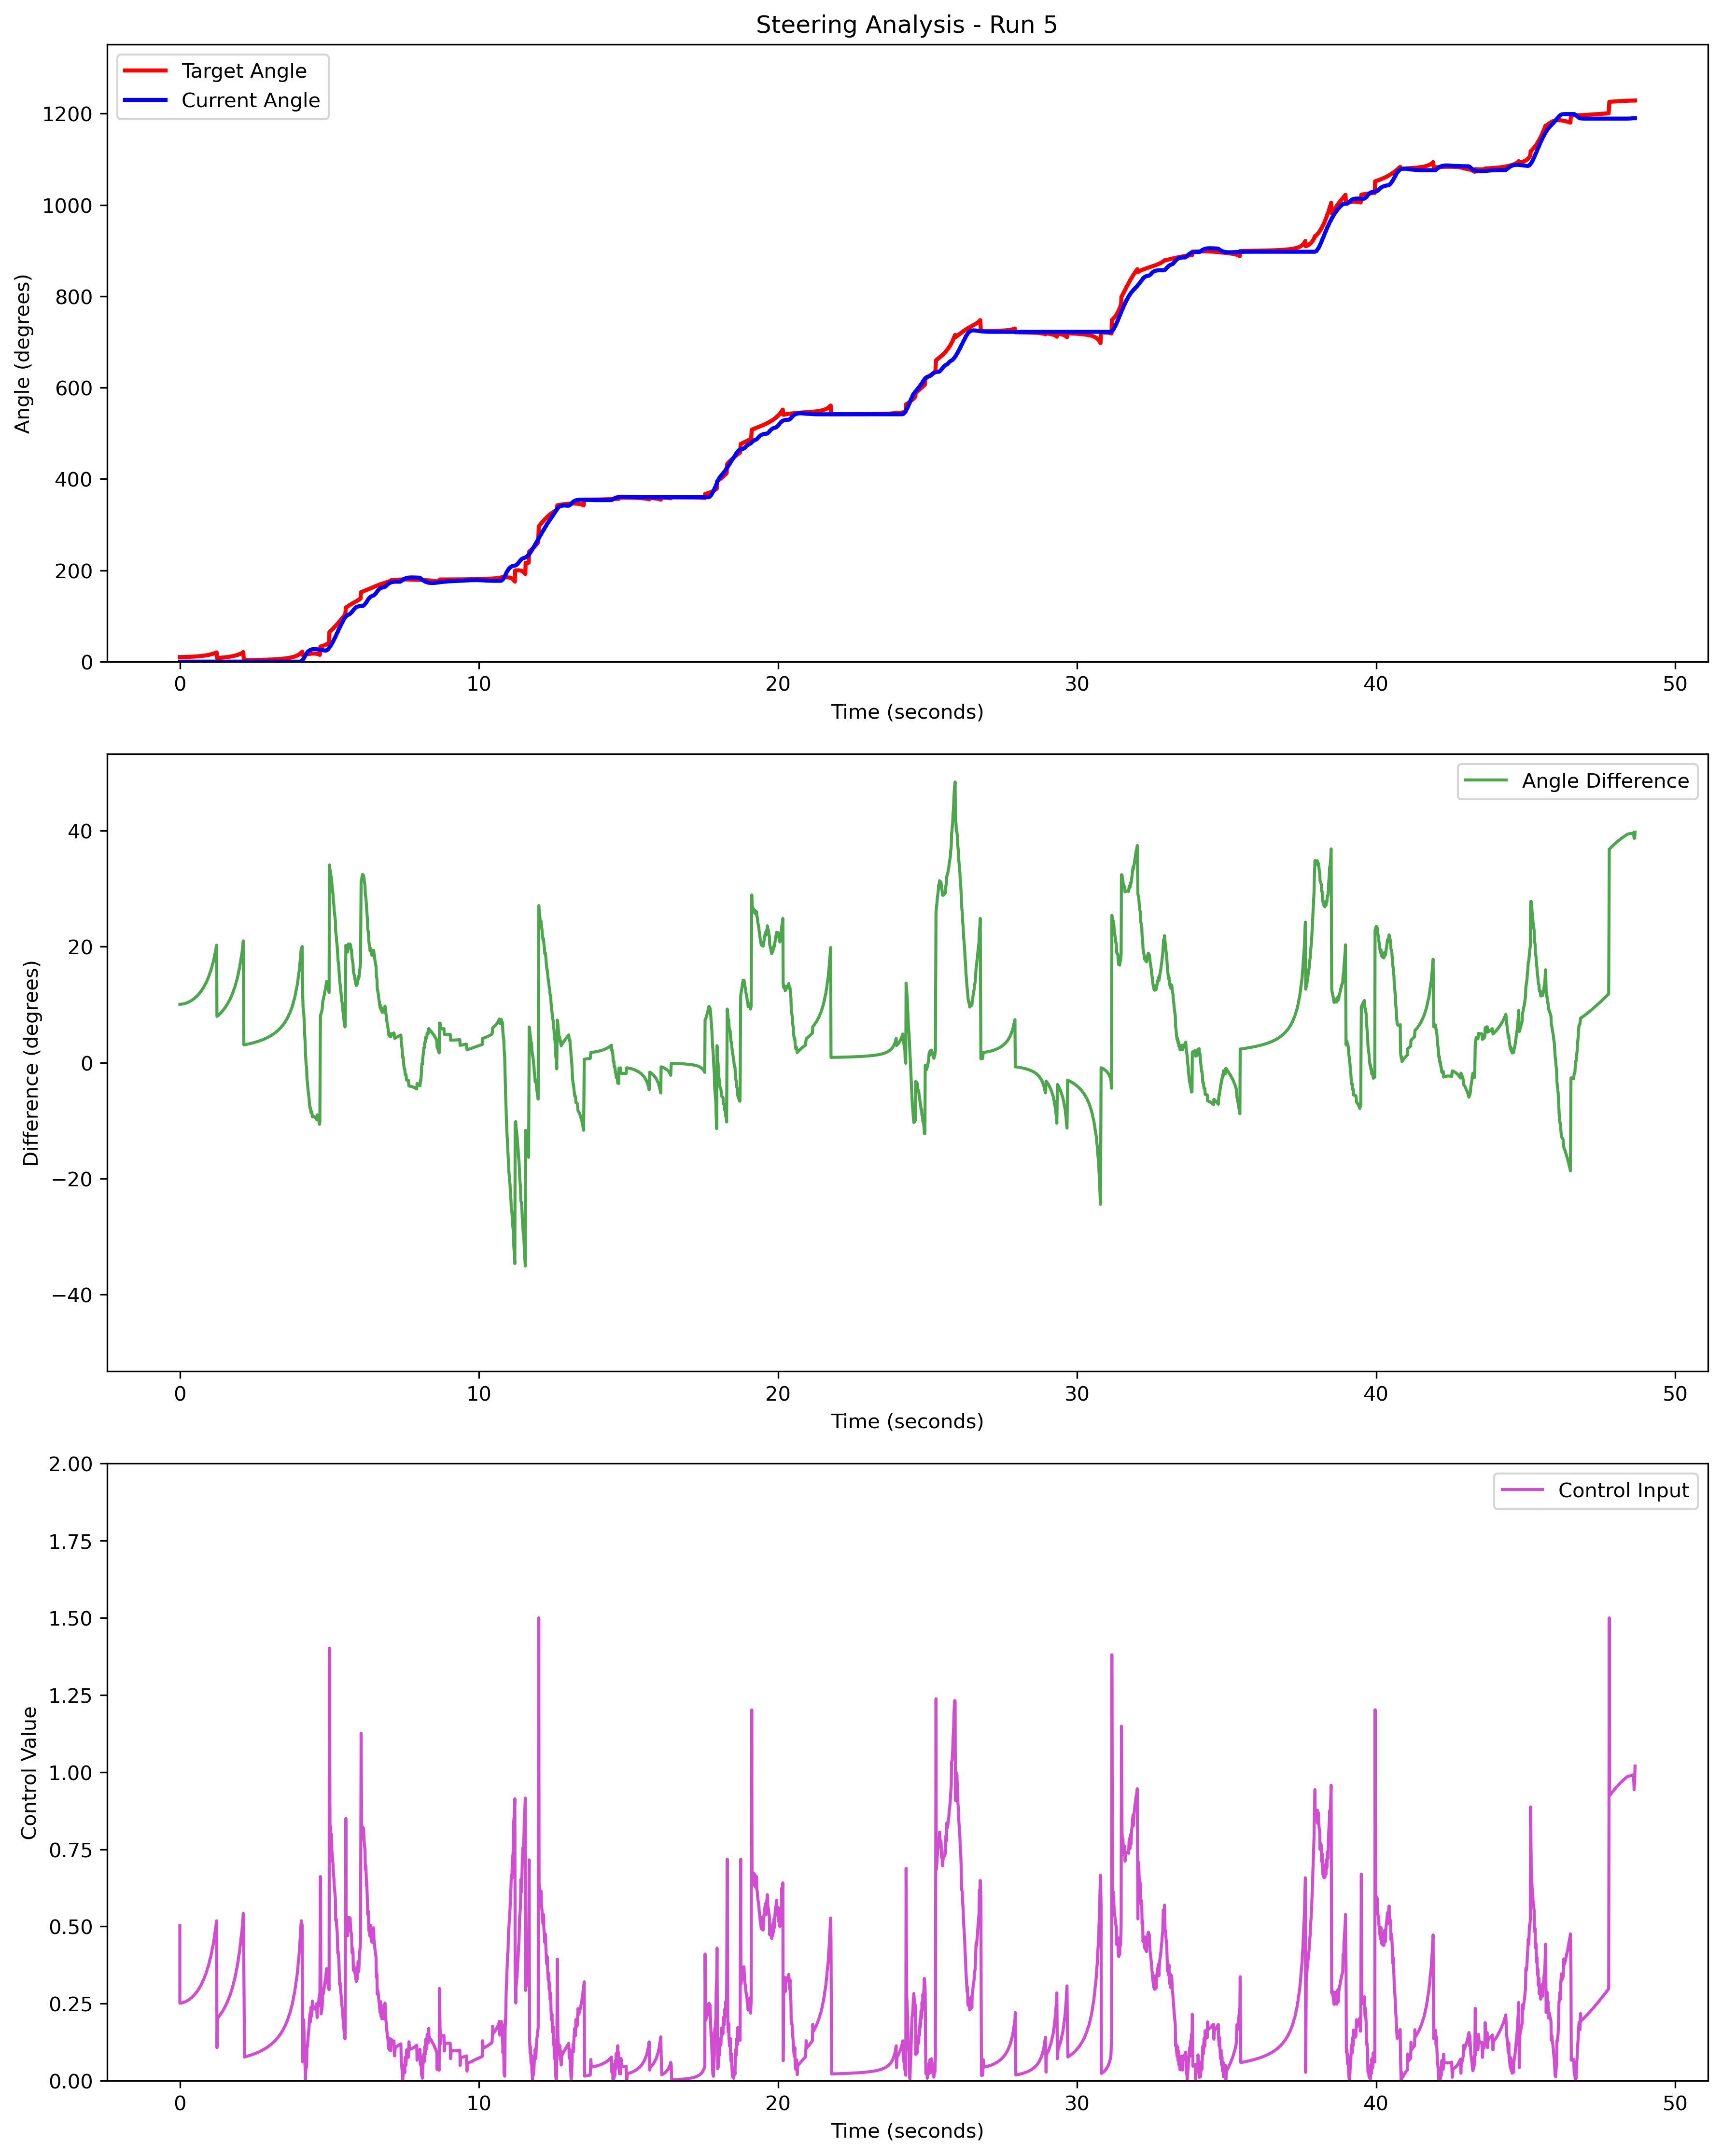 Steering Analysis - Run 5
Target Angle
Current Angle
Angle (degrees)
1200
1000
800
600
400
200
0
0 10 20 30 40 50
Time (seconds)
Angle Difference
Difference (degrees)
40
20
0
−20
−40
0 10 20 30 40 50
Time (seconds)
Control Input
Control Value
2.00
1.75
1.50
1.25
1.00
0.75
0.50
0.25
0.00
0 10 20 30 40 50
Time (seconds)